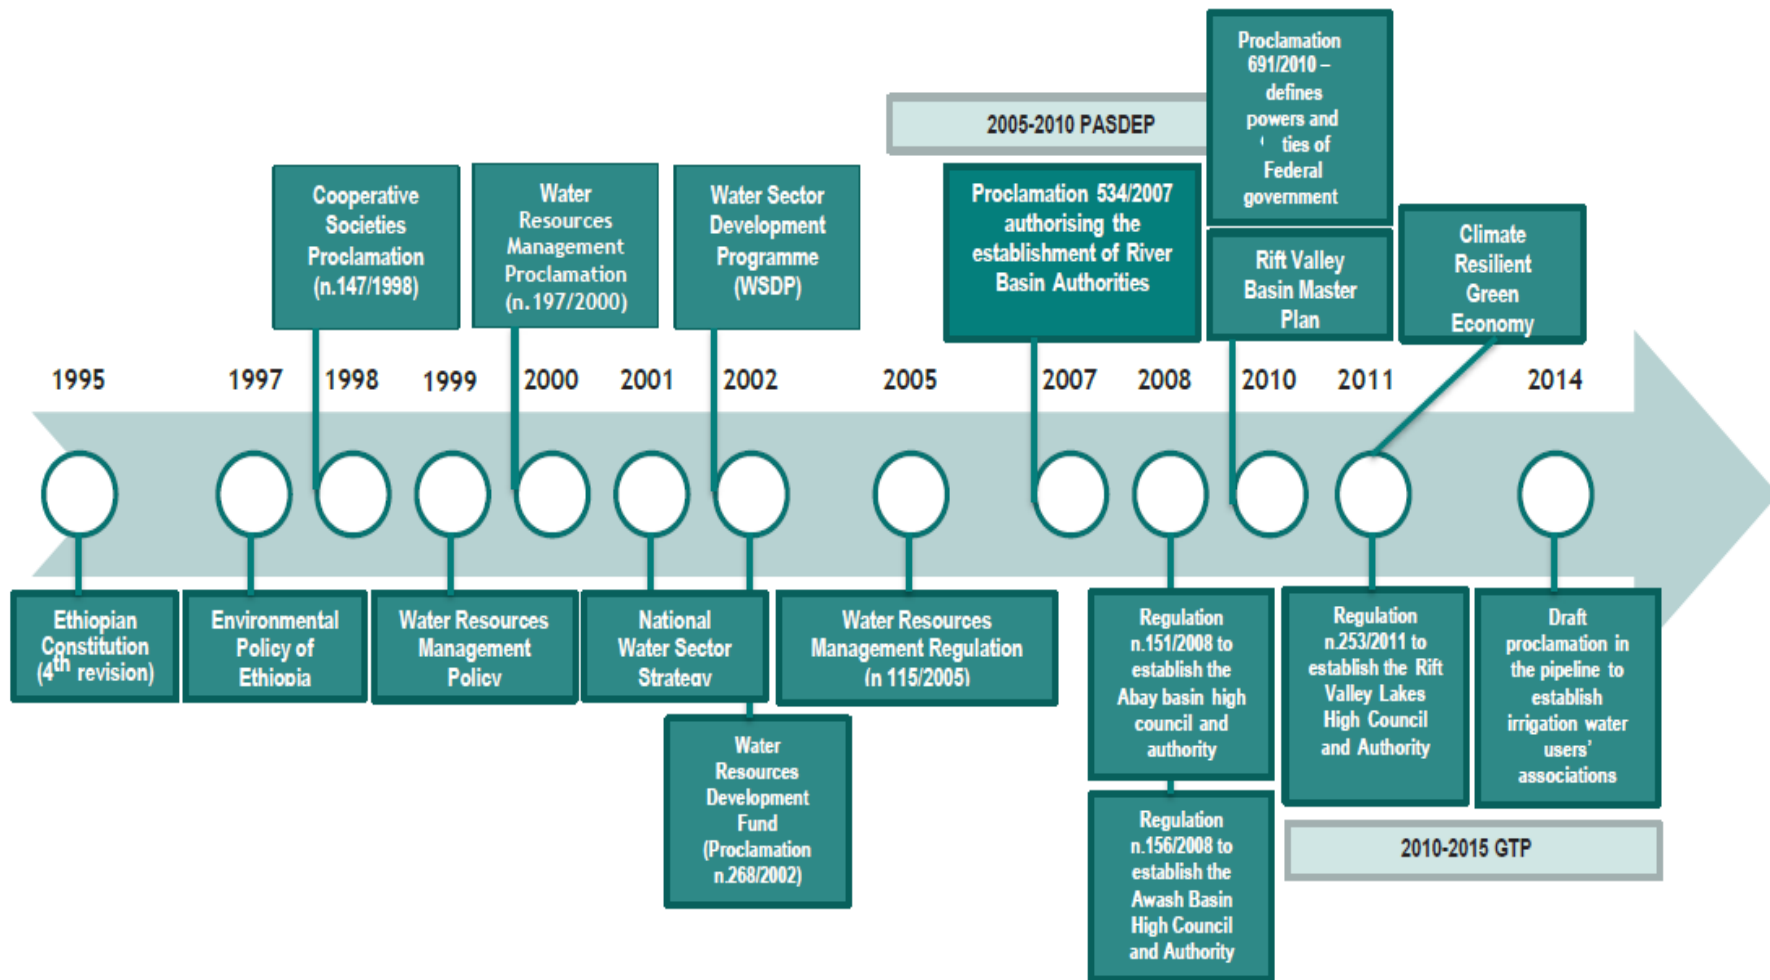 Proclamation
691/2010 –
defines
powers and
ties of
Federal
government
2005-2010 PASDEP
Cooperative
Societies
Proclamation
(n.147/1998)
Water
Resources
Management
Proclamation
(n.197/2000)
Water Sector
Development
Programme
(WSDP)
Proclamation 534/2007
authorising the
establishment of River
Basin Authorities
Rift Valley
Basin Master
Plan
Climate
Resilient
Green
Economy
1995
1997
1998
1999
2000
2001
2002
2005
2007
2008
2010
2011
2014
Ethiopian
Constitution
(4th revision)
Environmental
Policy of
Ethiopia
Water Resources
Management
Policy
National
Water Sector
Strategy
Water
Resources
Development
Fund
(Proclamation
n.268/2002)
Water Resources
Management Regulation
(n 115/2005)
Regulation
n.151/2008 to
establish the
Abay basin high
council and
authority
Regulation
n.156/2008 to
establish the
Awash Basin
High Council
and Authority
Regulation
n.253/2011 to
establish the Rift
Valley Lakes
High Council
and Authority
Draft
proclamation in
the pipeline to
establish
irrigation water
users’
associations
2010-2015 GTP